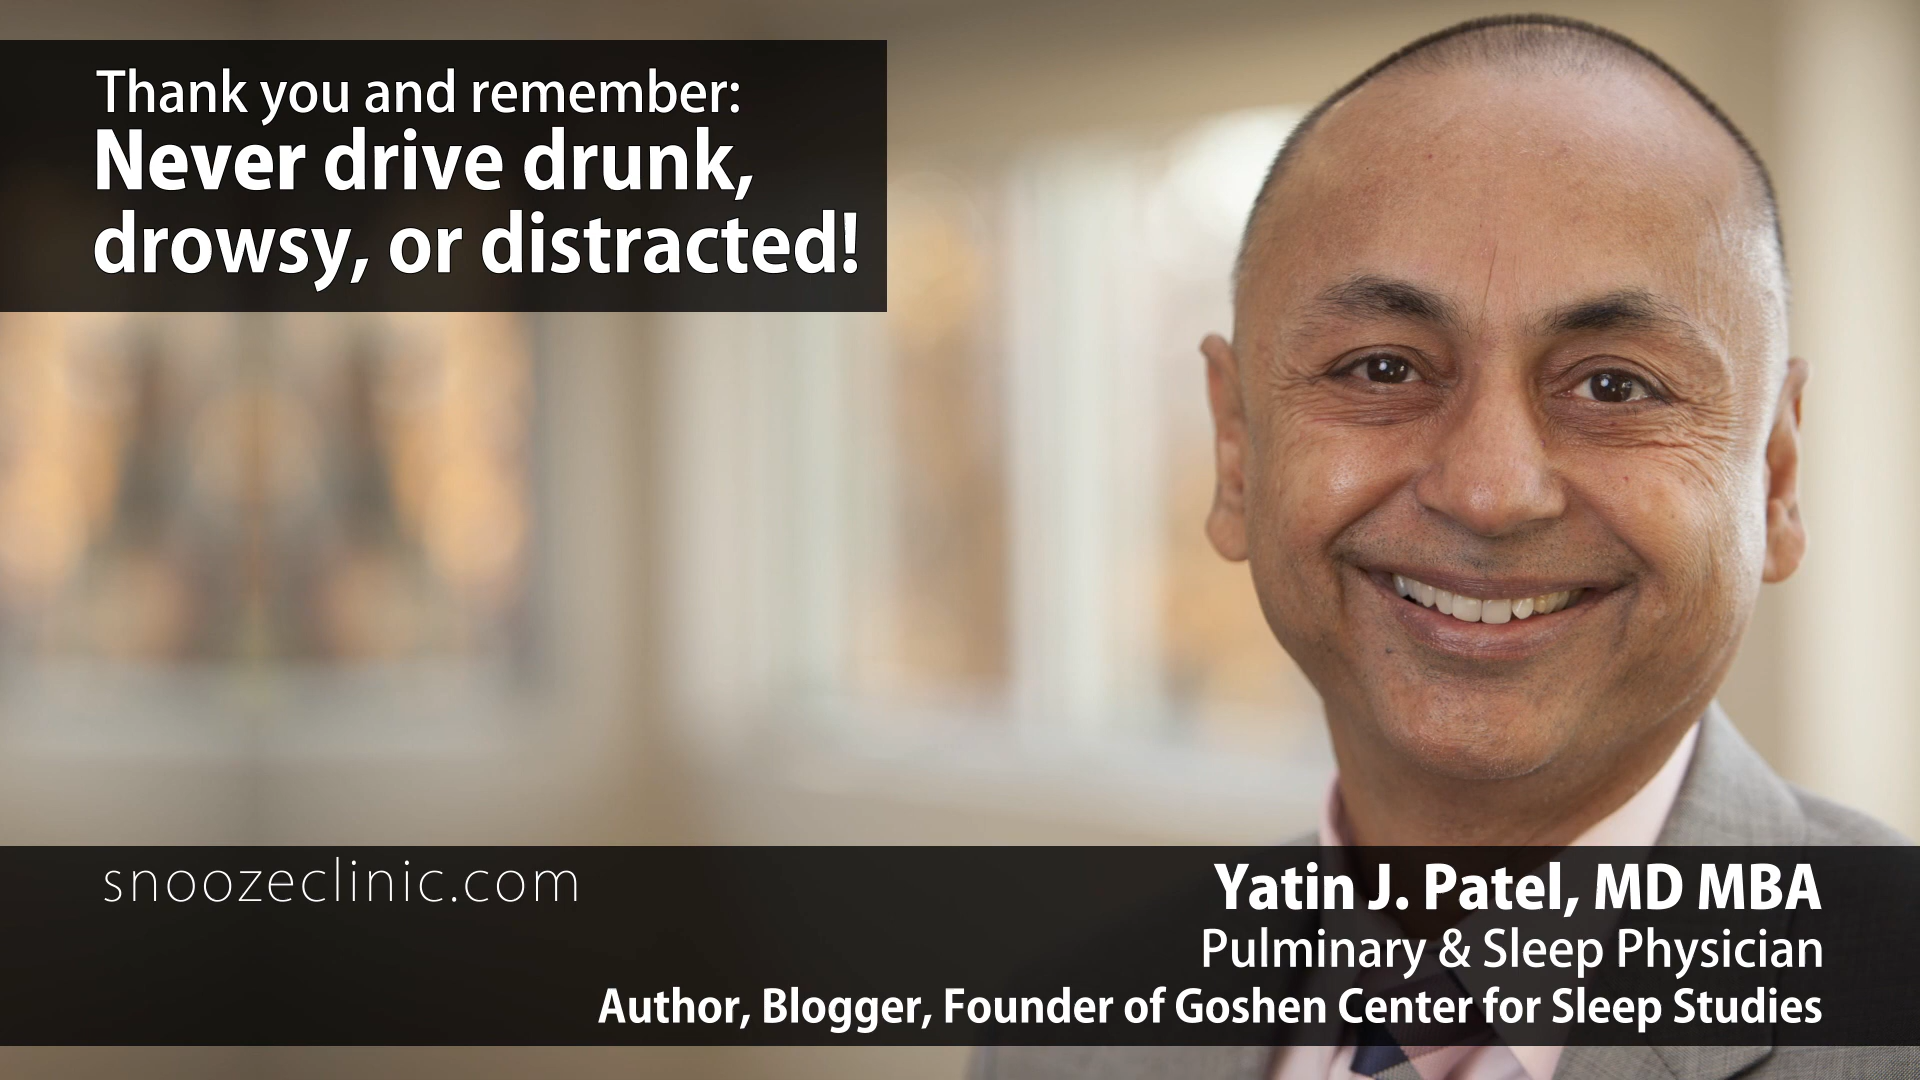 Thank you and remember:
Never drive drunk,
drowsy, or distracted!
snoozeclinic.com
Yatin J. Patel, MD MBA
Pulminary & Sleep Physician
Author, Blogger, Founder of Goshen Center for Sleep Studies